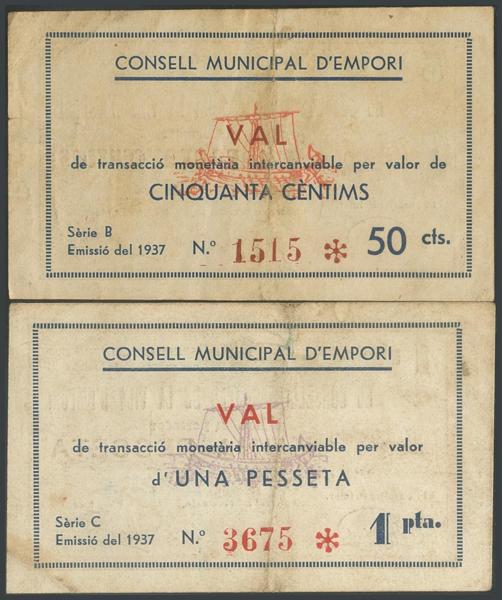 CONSELL MUNICIPAL D'EMPORI
VAL
de transacció monetària intercanviable per valor de
CINQUANTA CÈNTIMS
Sèrie B
Emissió del 1937 N.º 1515 * 50 cts.
CONSELL MUNICIPAL D'EMPORI
VAL
de transacció monetària intercanviable per valor
d'UNA PESSETA
Sèrie C
Emissió del 1937 N.º 3675 * 1 pta.